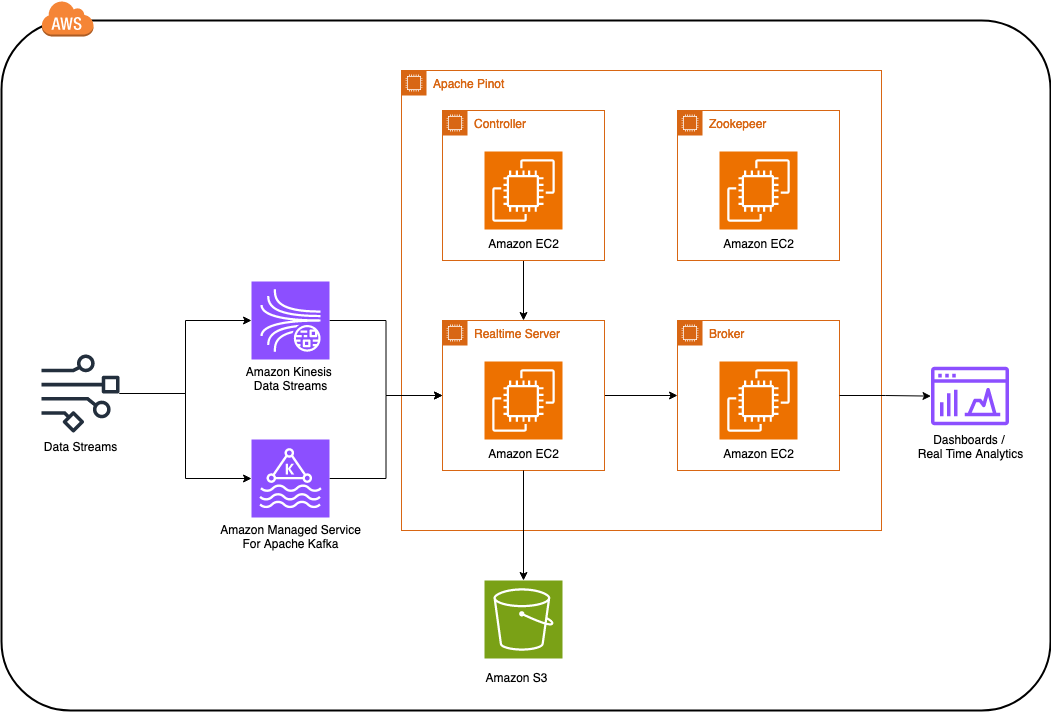 AWS
Apache Pinot
Controller
Zookepeer
Amazon EC2
Amazon EC2
Realtime Server
Broker
Amazon EC2
Amazon EC2
Amazon Kinesis
Data Streams
Data Streams
K
Amazon Managed Service
For Apache Kafka
Dashboards /
Real Time Analytics
Amazon S3